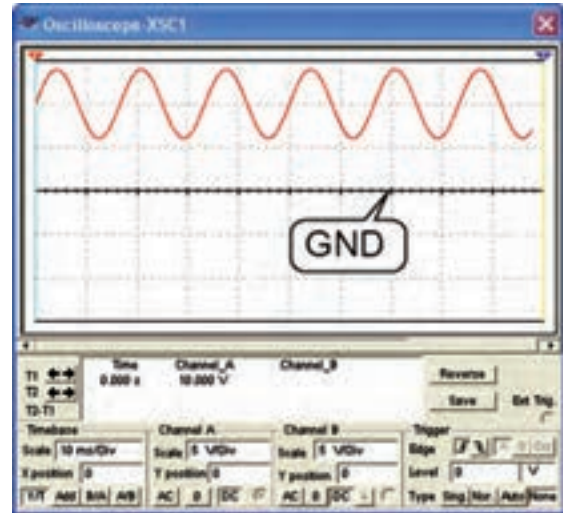 Oscilloscope-XSC1
GND
Time Channel_A Channel_B
T1 0.000 s 10.000 V
T2
T2-T1
Reverse
Save
Ext Trig.
Timebase Channel A Channel B Trigger
Scale 10 ms/Div Scale 5 V/Div Scale 5 V/Div Edge
X position 0 Y position 0 Y position 0 Level 0 V
Y/T Add B/A A/B AC 0 DC AC 0 DC - Type Sing. Nor. Auto None